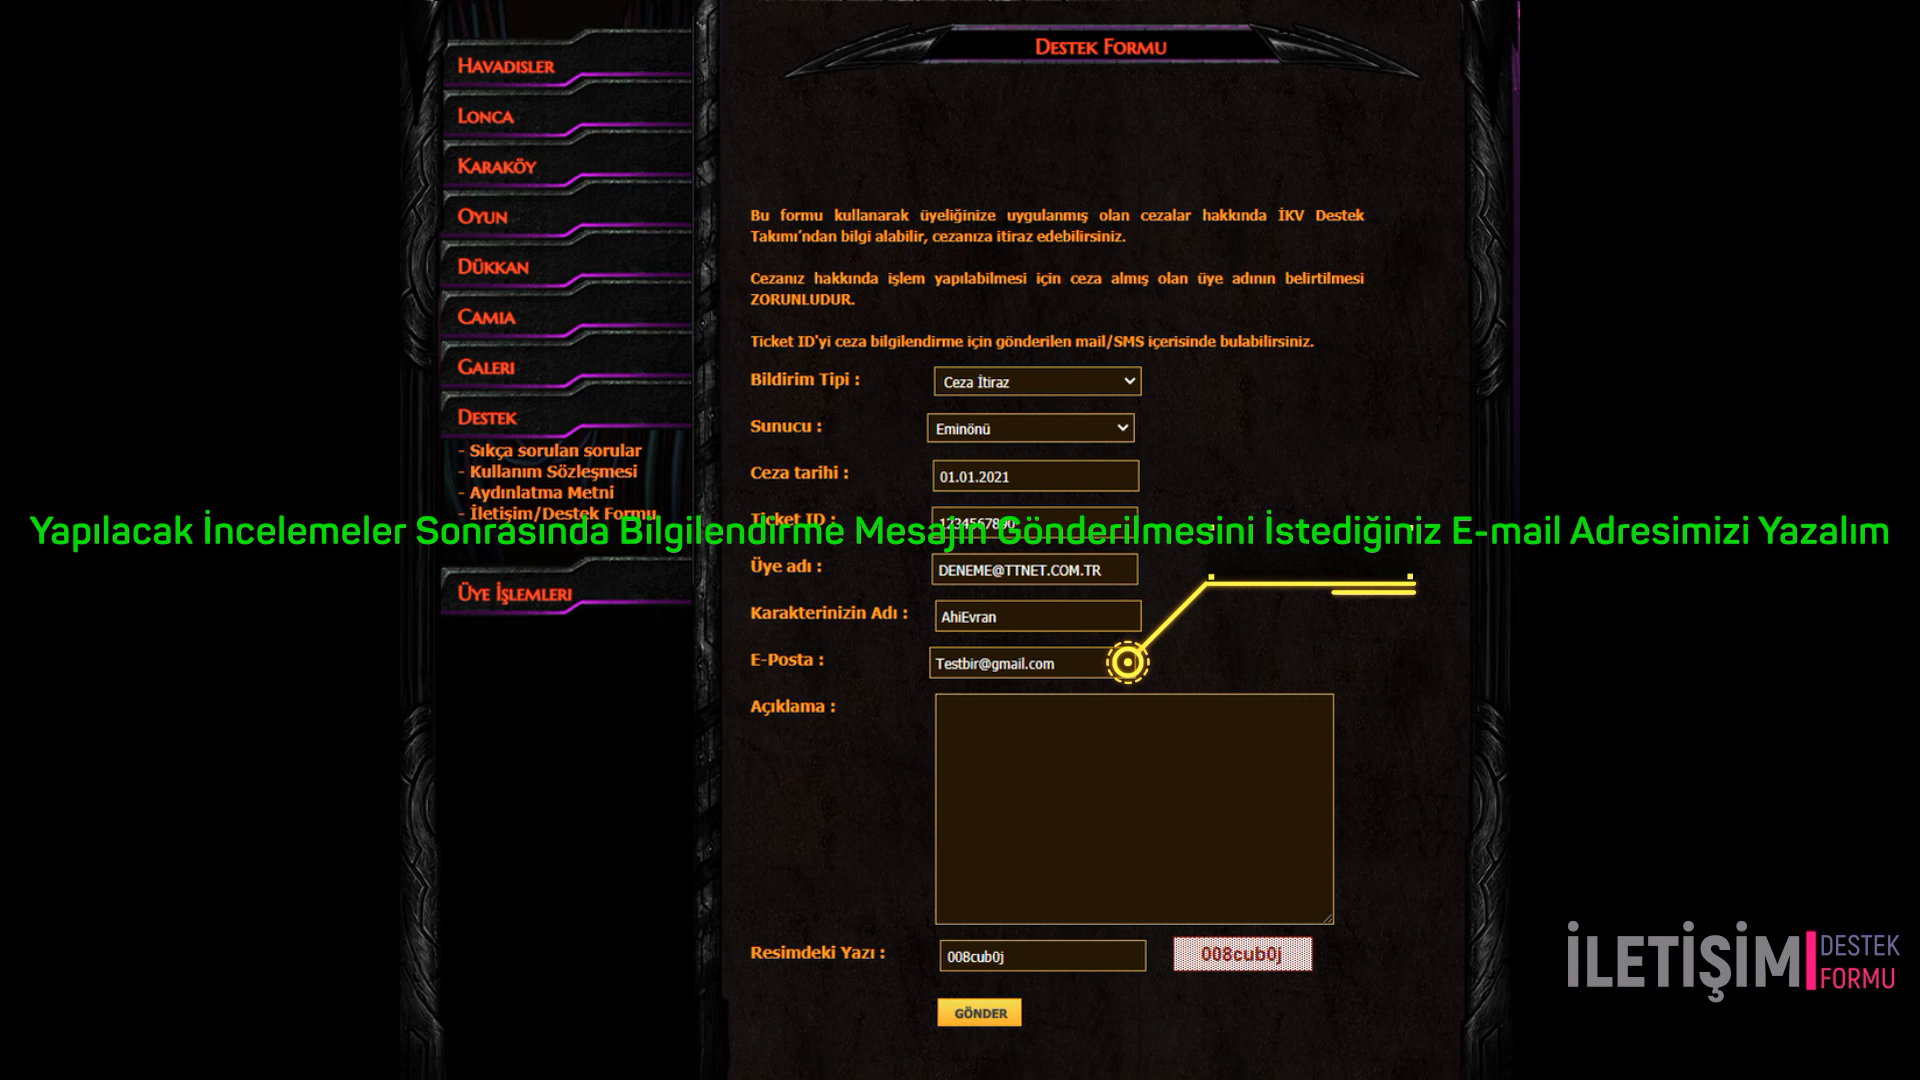 HAVADISLER
LONCA
KARAKÖY
OYUN
DÜKKAN
CAMIA
GALERI
DESTEK
- Sıkça sorulan sorular
- Kullanım Sözleşmesi
- Aydınlatma Metni
- İletişim/Destek Formu
ÜYE İŞLEMLERİ
DESTEK FORMU
Bu formu kullanarak üyeliğinize uygulanmış olan cezalar hakkında İKV Destek
Takımı'ndan bilgi alabilir, cezanıza itiraz edebilirsiniz.
Cezanız hakkında işlem yapılabilmesi için ceza almış olan üye adının belirtilmesi
ZORUNLUDUR.
Ticket ID'yi ceza bilgilendirme için gönderilen mail/SMS içerisinde bulabilirsiniz.
Bildirim Tipi : Ceza İtiraz
Sunucu : Eminönü
Ceza tarihi : 01.01.2021
Ticket ID : 1234567890
Yapılacak İncelemeler Sonrasında Bilgilendirme Mesajın Gönderilmesini İstediğiniz E-mail Adresimizi Yazalım
Üye adı : DENEME@TTNET.COM.TR
Karakterinizin Adı : AhiEvran
E-Posta : Testbir@gmail.com
Açıklama :
Resimdeki Yazı : 008cub0j 008cub0j
GÖNDER
İLETİŞİM
DESTEK
FORMU